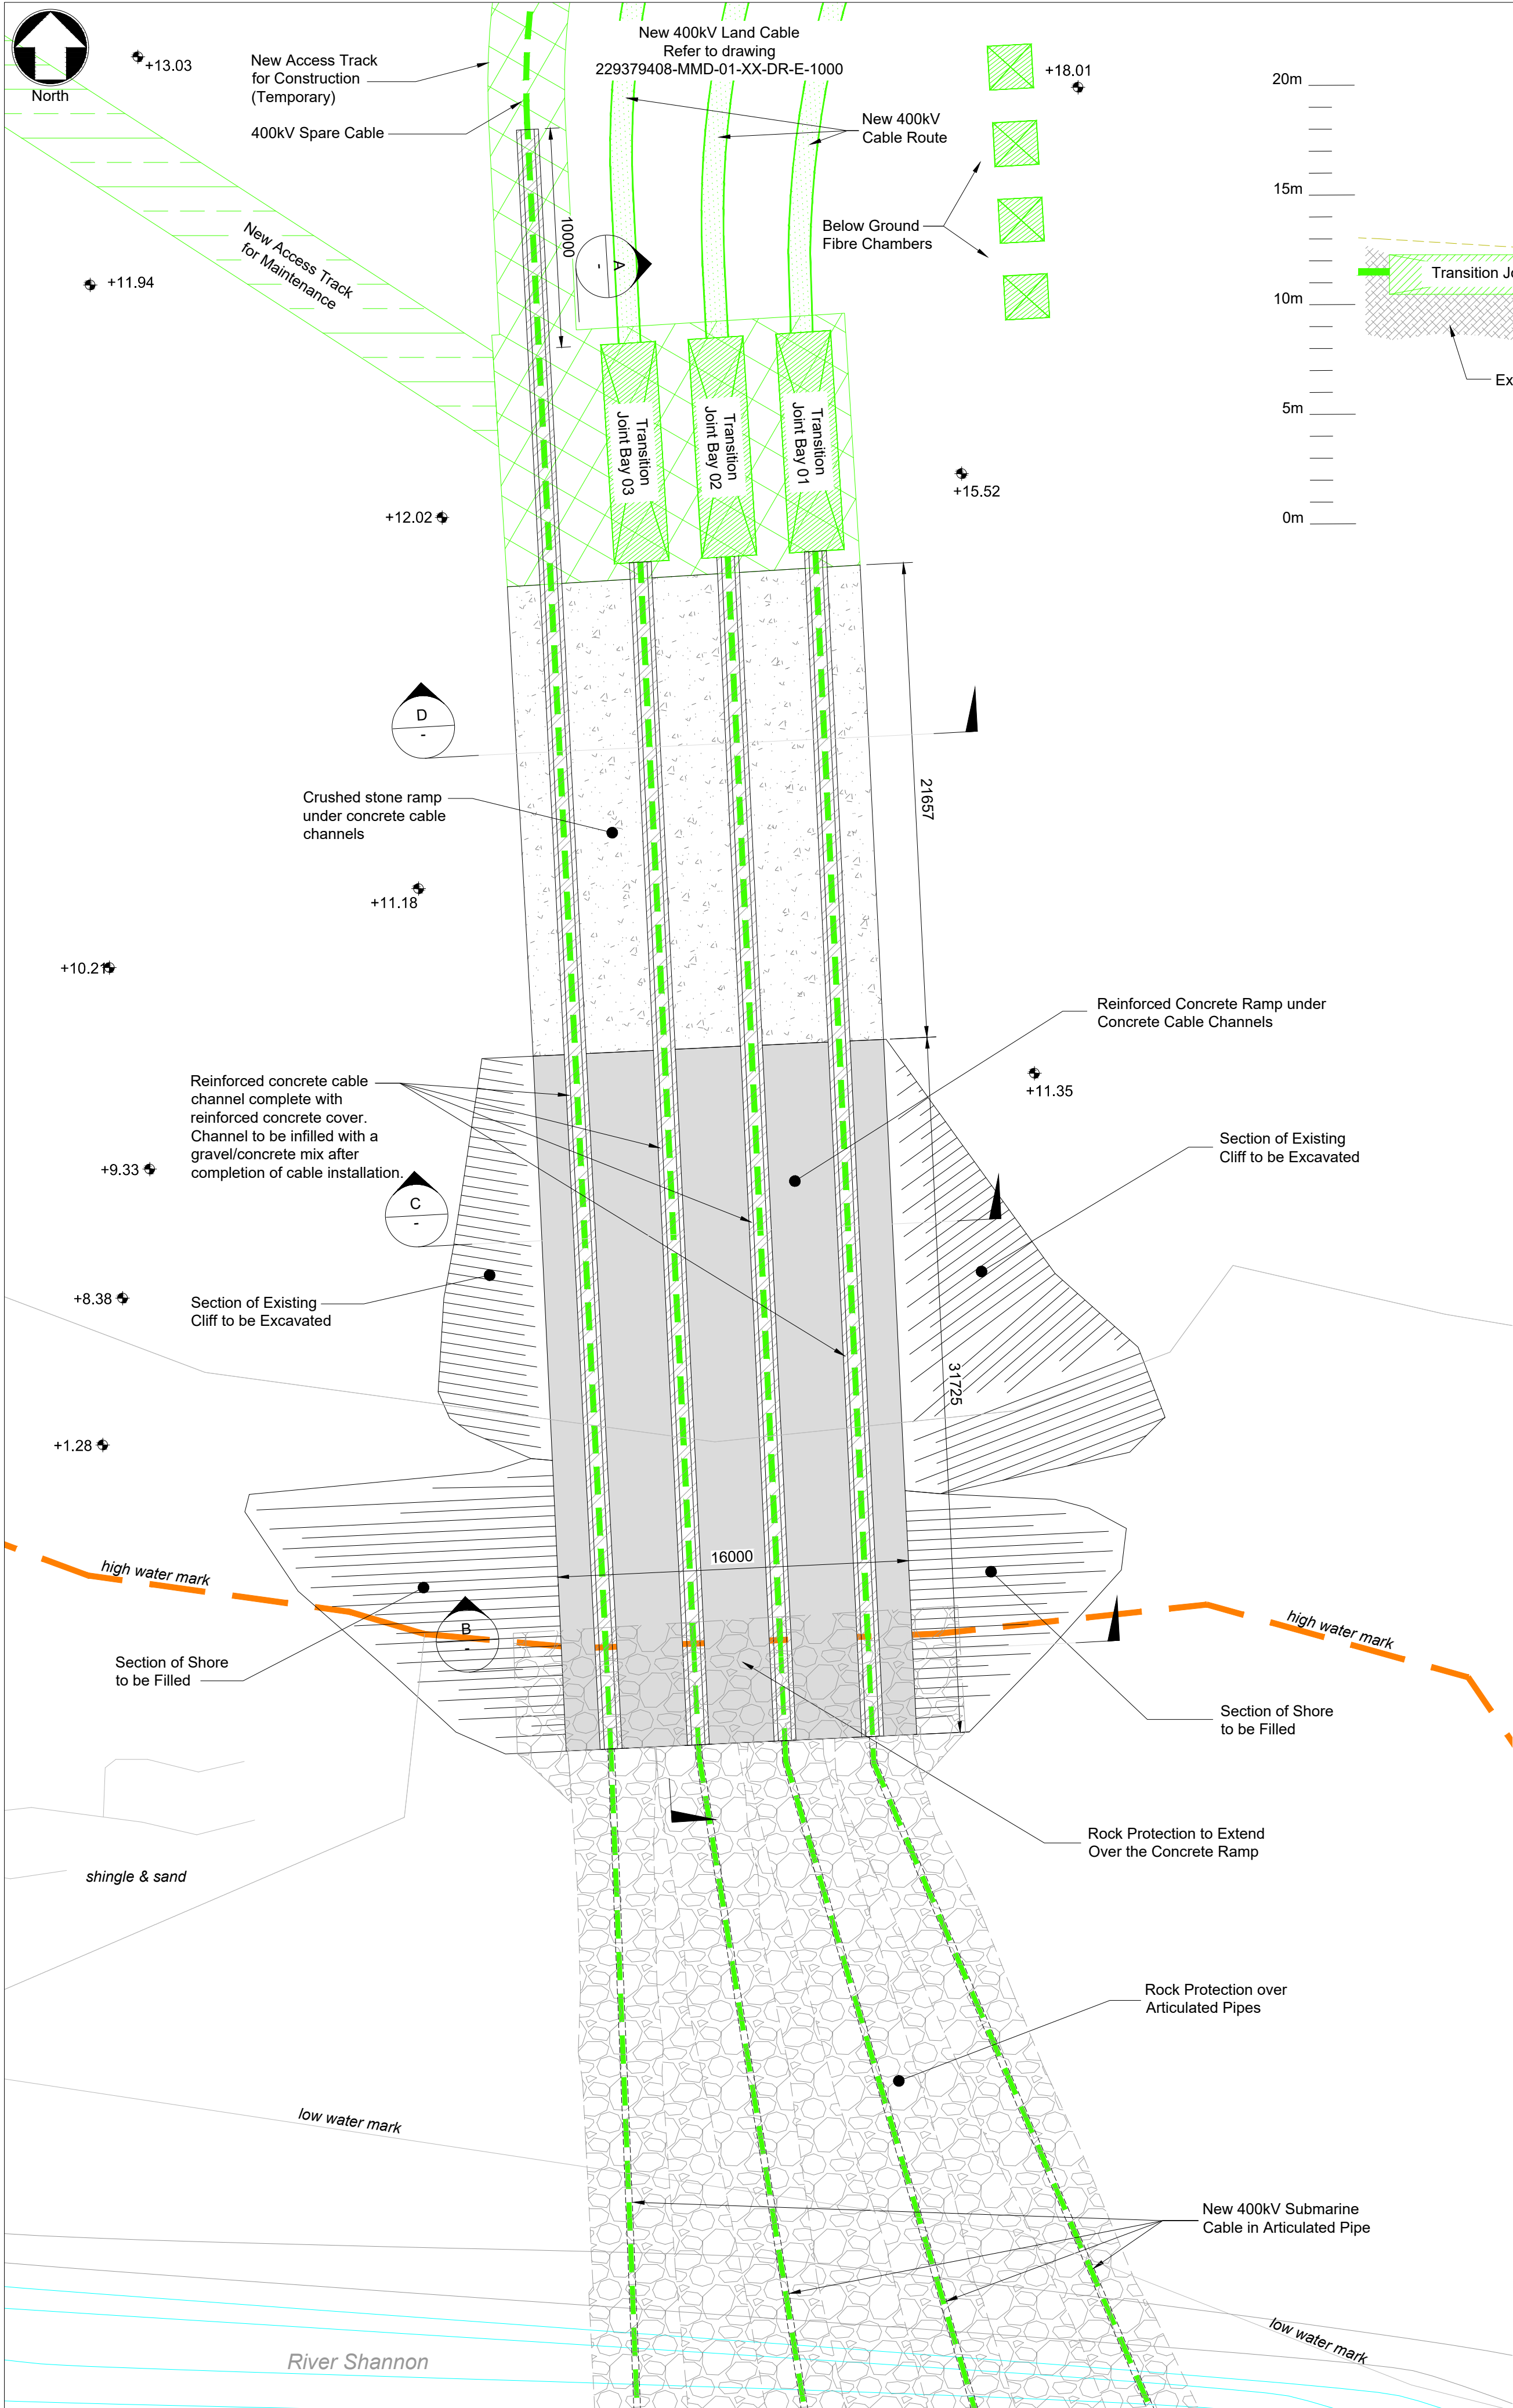 North
+13.03
New Access Track
for Construction
(Temporary)
400kV Spare Cable
New 400kV Land Cable
Refer to drawing
229379408-MMD-01-XX-DR-E-1000
New 400kV
Cable Route
+18.01
Below Ground
Fibre Chambers
20m
15m
10m
5m
0m
Transition Jo
Ex
New Access Track
for Maintenance
+11.94
10000
A
-
Transition
Joint Bay 03
Transition
Joint Bay 02
Transition
Joint Bay 01
+15.52
+12.02
D
-
21657
Crushed stone ramp
under concrete cable
channels
+11.18
+10.21
Reinforced Concrete Ramp under
Concrete Cable Channels
+11.35
Reinforced concrete cable
channel complete with
reinforced concrete cover.
Channel to be infilled with a
gravel/concrete mix after
completion of cable installation.
+9.33
C
-
Section of Existing
Cliff to be Excavated
+8.38
Section of Existing
Cliff to be Excavated
31725
+1.28
16000
high water mark
high water mark
B
-
Section of Shore
to be Filled
Section of Shore
to be Filled
Rock Protection to Extend
Over the Concrete Ramp
shingle & sand
Rock Protection over
Articulated Pipes
low water mark
New 400kV Submarine
Cable in Articulated Pipe
low water mark
River Shannon